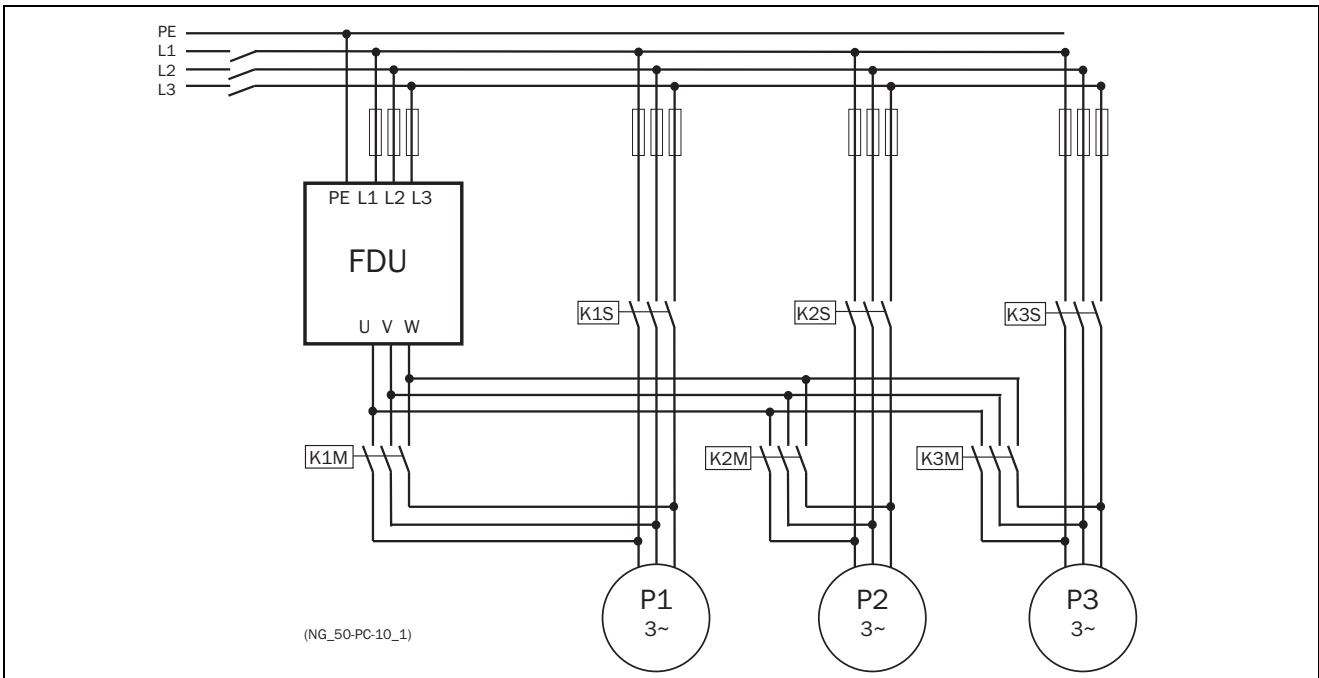 PE
L1
L2
L3
PE L1 L2 L3
FDU
U V W
K1S
K2S
K3S
K1M
K2M
K3M
P1
3~
P2
3~
P3
3~
(NG_50-PC-10_1)